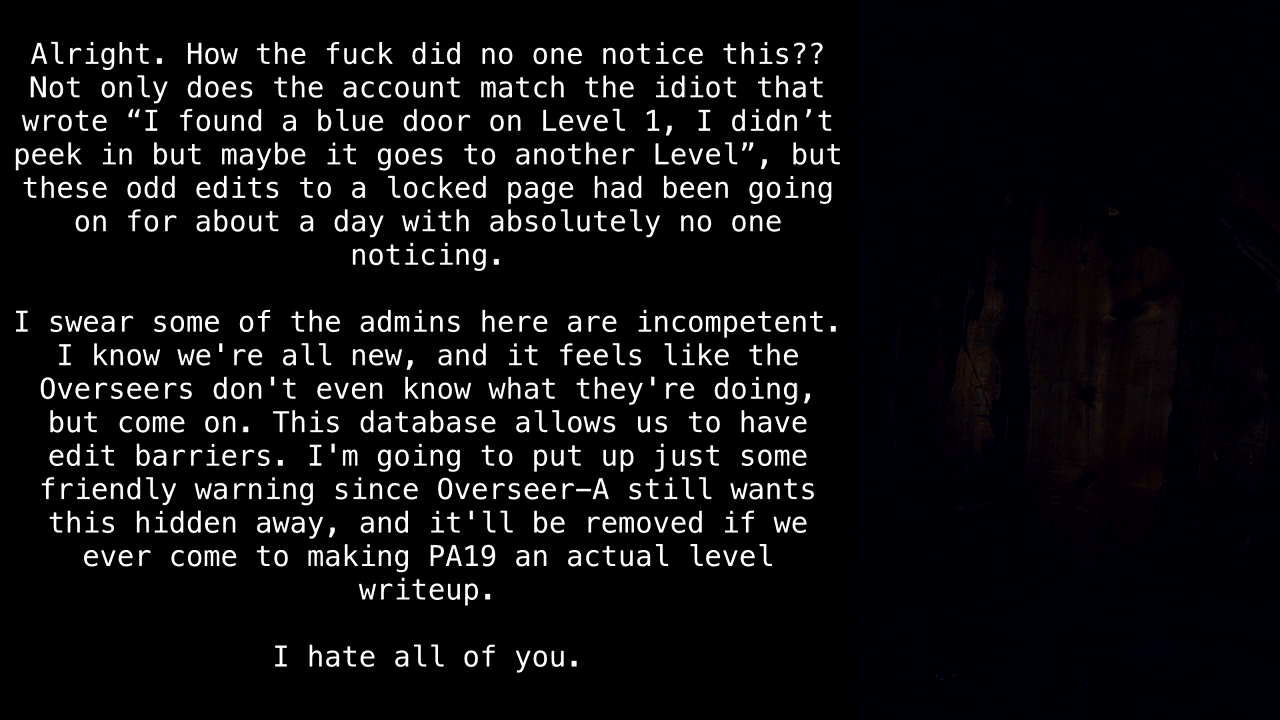 Alright. How the fuck did no one notice this??
Not only does the account match the idiot that
wrote “I found a blue door on Level 1, I didn’t
peek in but maybe it goes to another Level”, but
these odd edits to a locked page had been going
on for about a day with absolutely no one
noticing.
I swear some of the admins here are incompetent.
I know we're all new, and it feels like the
Overseers don't even know what they're doing,
but come on. This database allows us to have
edit barriers. I'm going to put up just some
friendly warning since Overseer—A still wants
this hidden away, and it'll be removed if we
ever come to making PA19 an actual level
writeup.
I hate all of you.